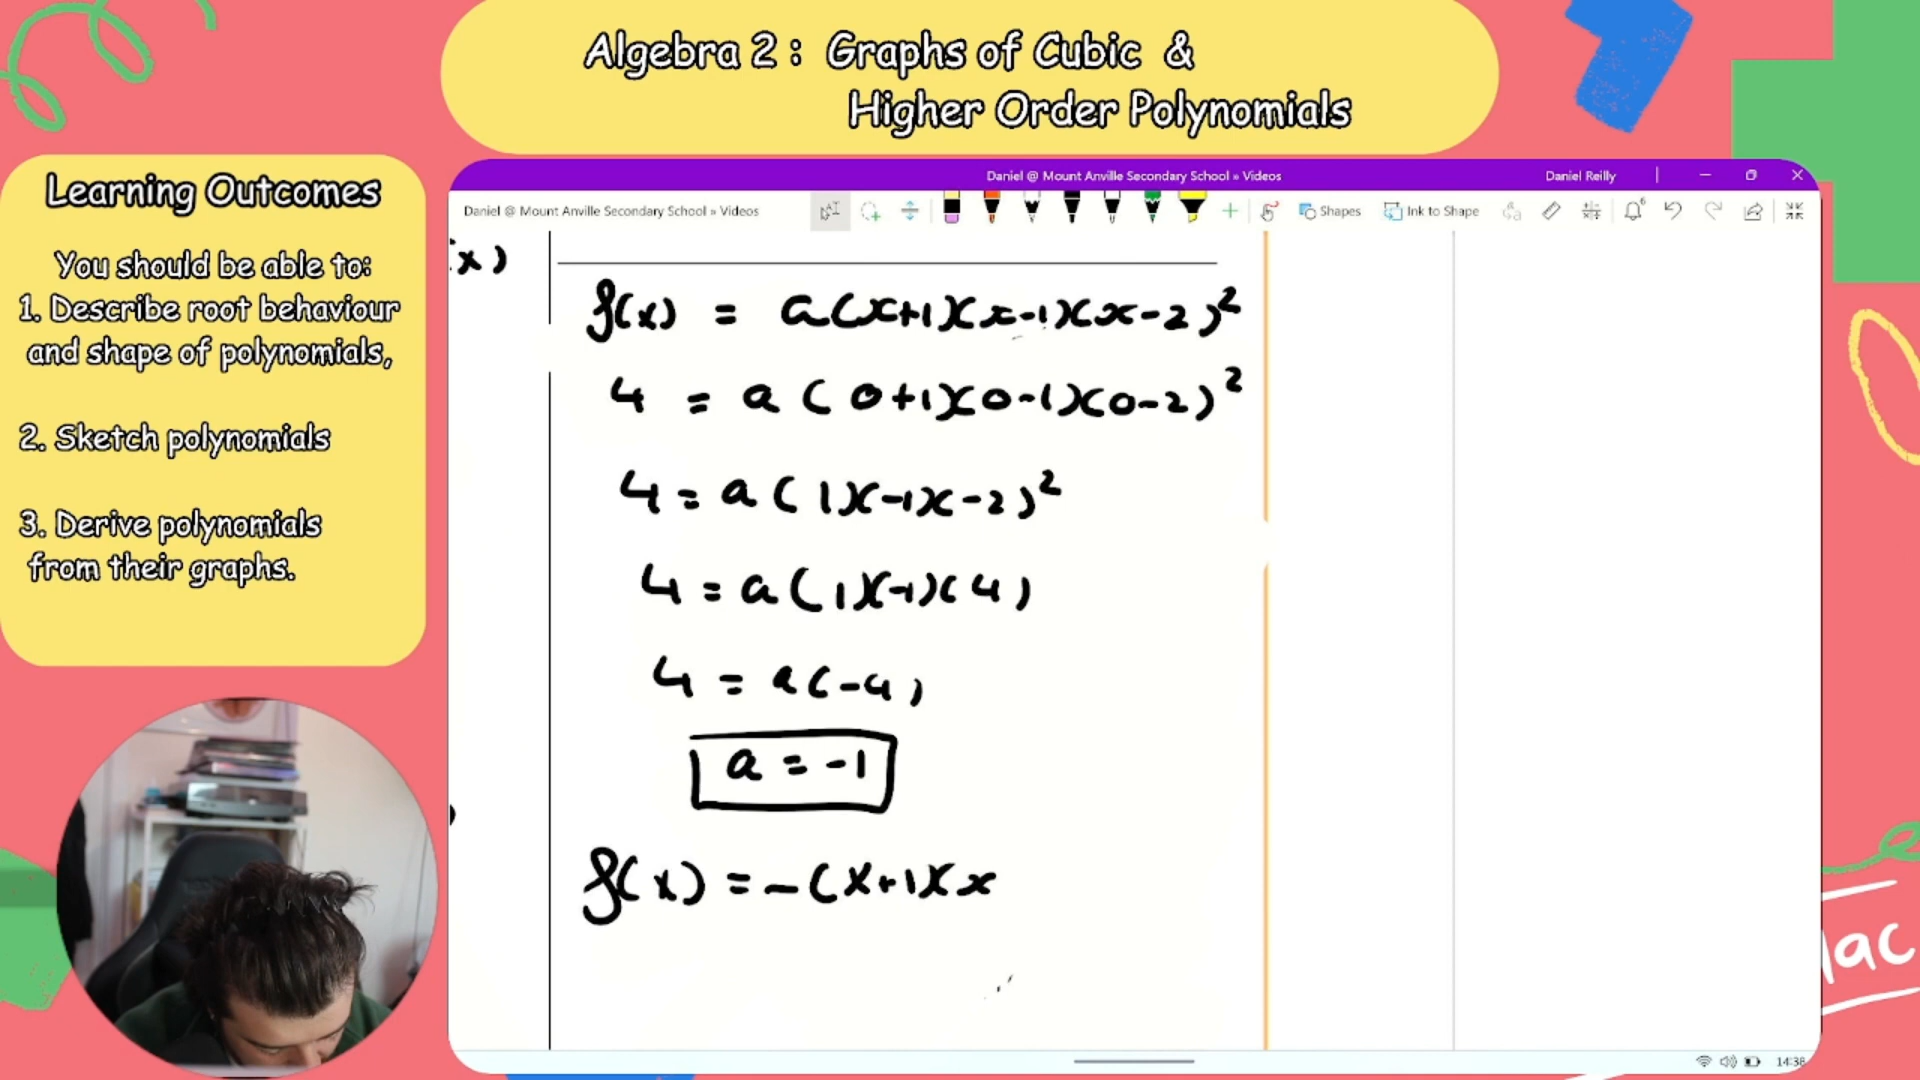 Algebra 2 : Graphs of Cubic &
Higher Order Polynomials
Learning Outcomes
You should be able to:
1. Describe root behaviour
and shape of polynomials,
2. Sketch polynomials
3. Derive polynomials
from their graphs.
Daniel @ Mount Anville Secondary School » Videos
Daniel Reilly
Daniel @ Mount Anville Secondary School » Videos
Shapes
Ink to Shape
6
x)
f(x) = a(x+1)(x-1)(x-2)²
4 = a(0+1)(0-1)(0-2)²
4 = a(1)(-1)(-2)²
4 = a(1)(-1)(4)
4 = a(-4)
a = -1
f(x) = -(x+1)(x
ac
14:38